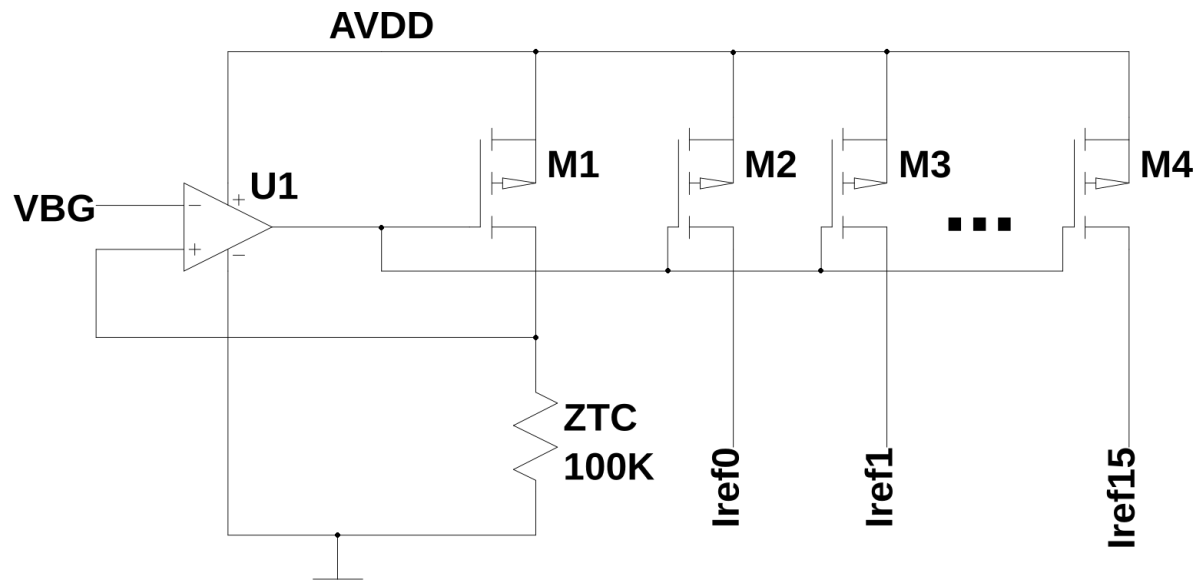 AVDD
U1
VBG
M1
M2
M3
M4
ZTC
100K
Iref0
Iref1
Iref15